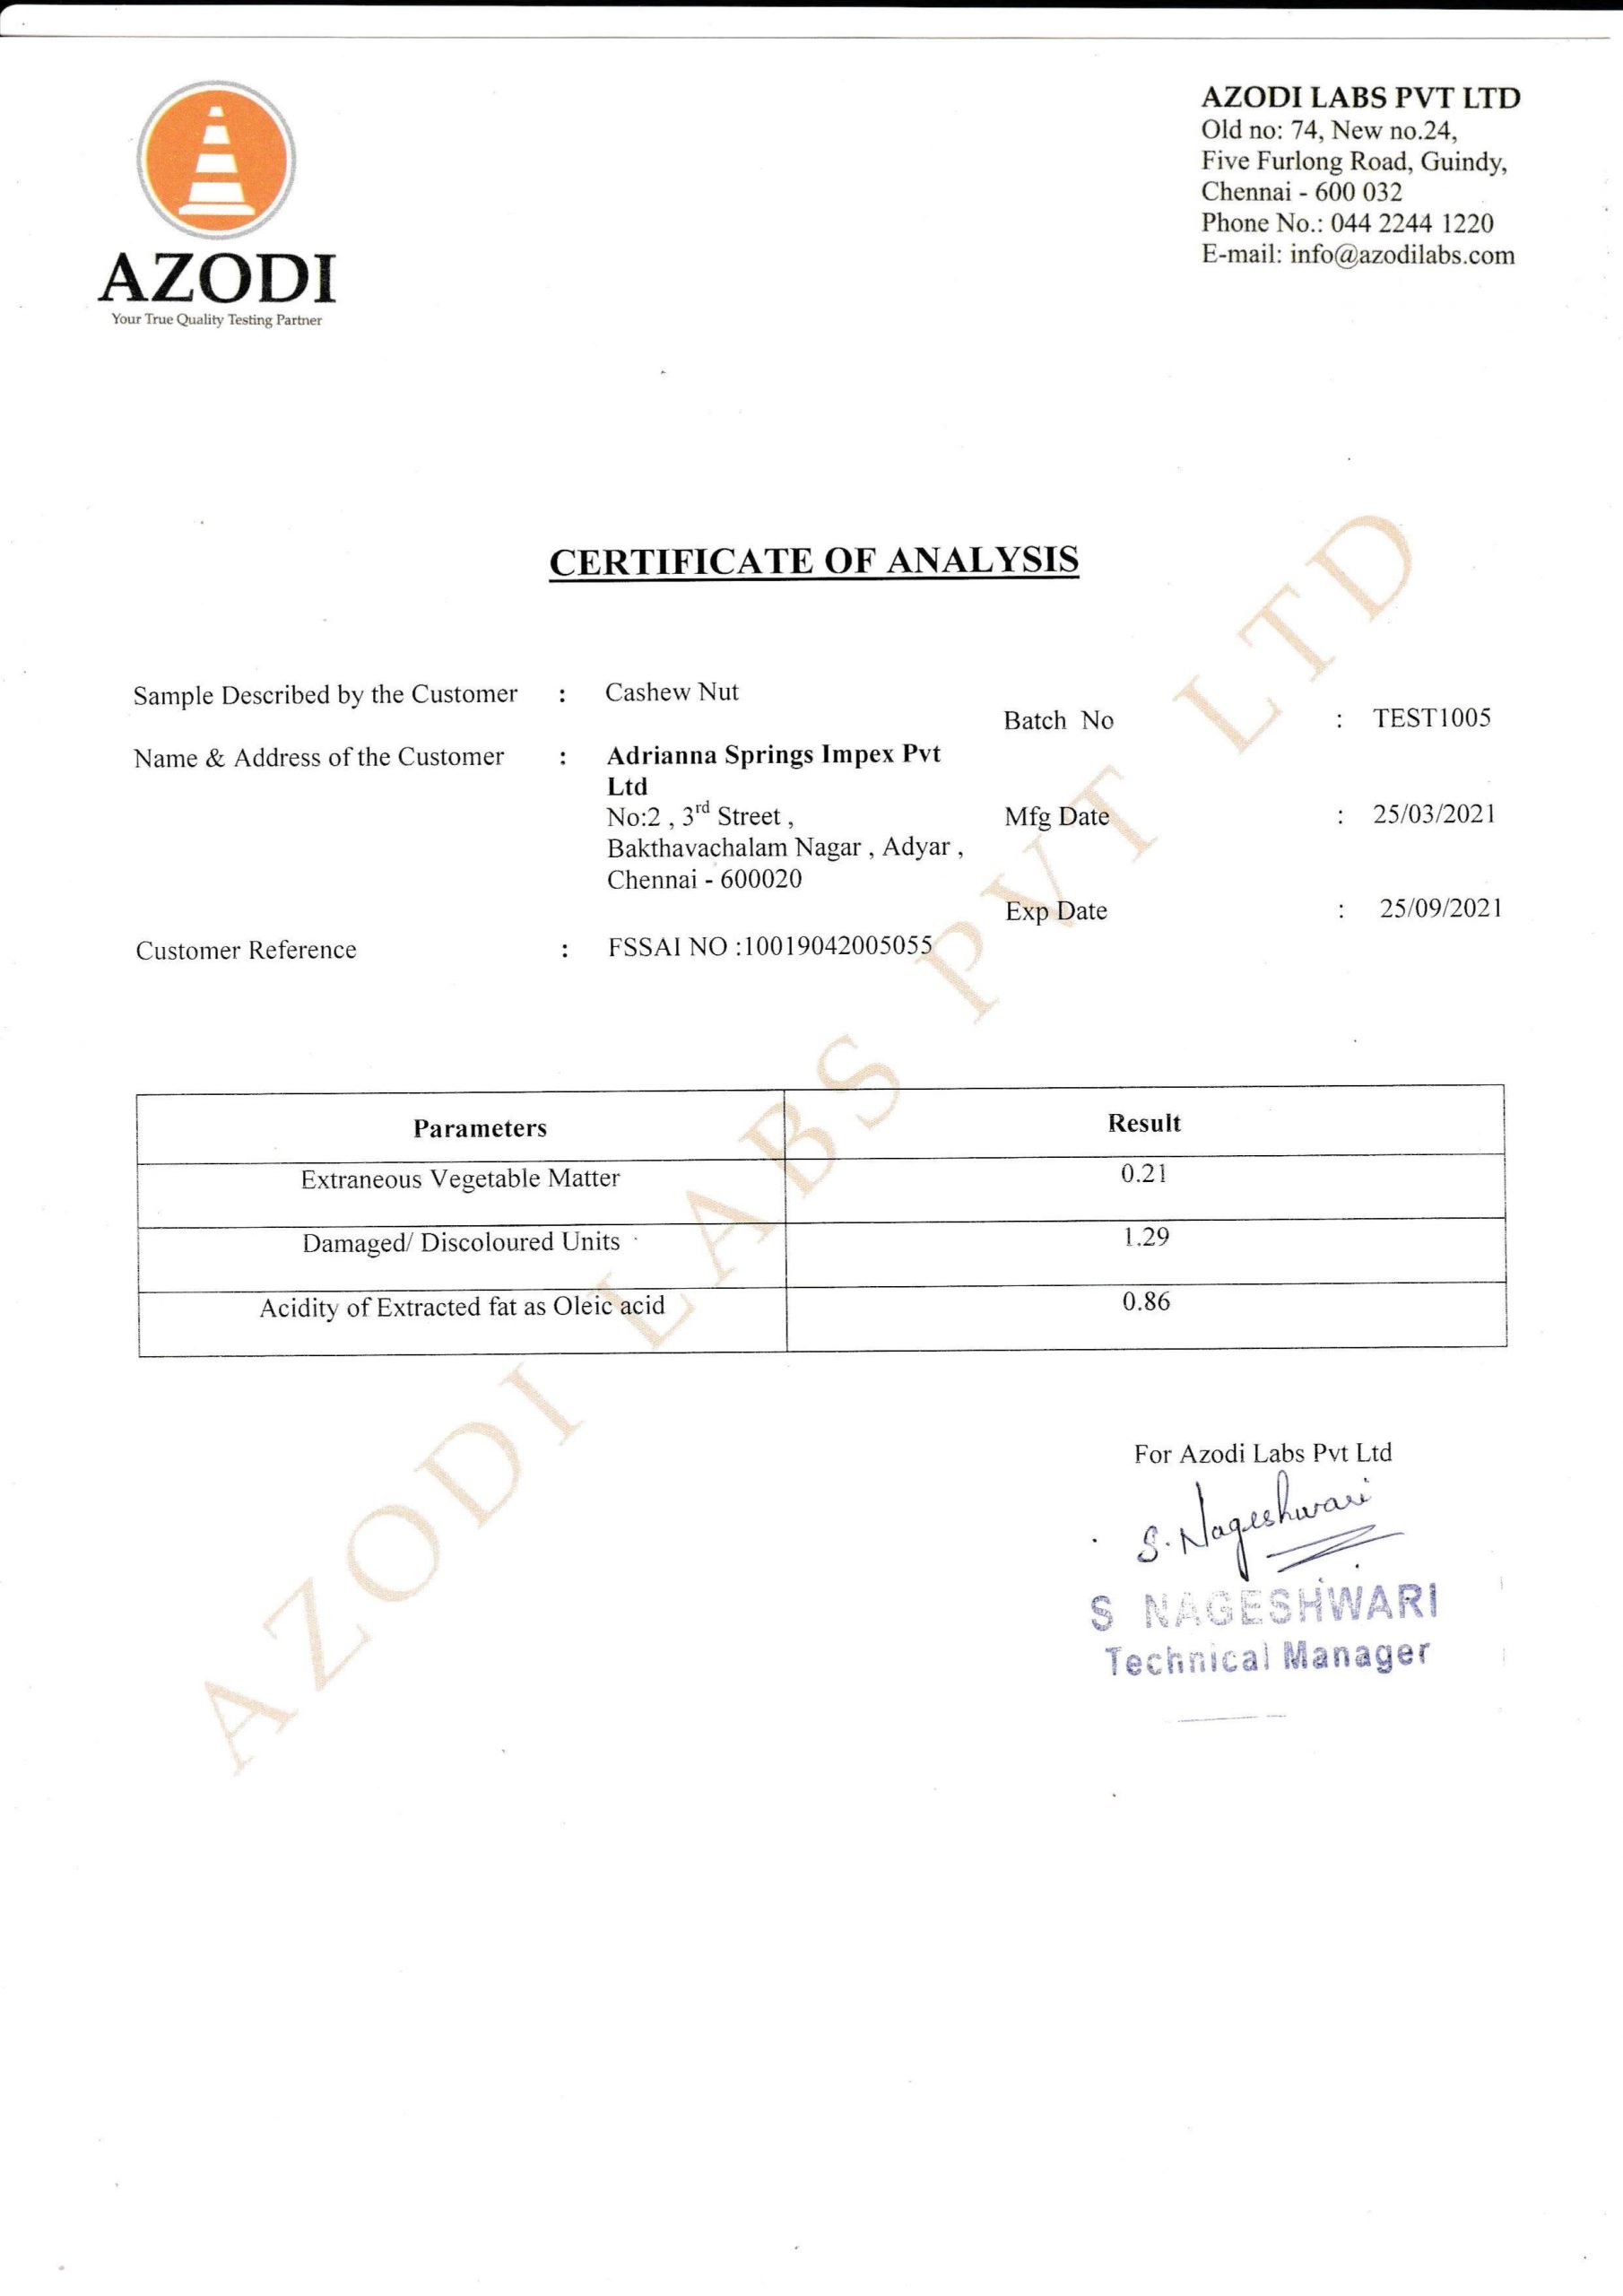 AZODI
Your True Quality Testing Partner
AZODI LABS PVT LTD
Old no: 74, New no.24,
Five Furlong Road, Guindy,
Chennai - 600 032
Phone No.: 044 2244 1220
E-mail: info@azodilabs.com
CERTIFICATE OF ANALYSIS
Sample Described by the Customer : Cashew Nut
Name & Address of the Customer : Adrianna Springs Impex Pvt
Ltd
No:2 , 3rd Street ,
Bakthavachalam Nagar , Adyar ,
Chennai - 600020
Customer Reference : FSSAI NO :10019042005055
Batch No : TEST1005
Mfg Date : 25/03/2021
Exp Date : 25/09/2021
Parameters Result
Extraneous Vegetable Matter 0.21
Damaged/ Discoloured Units 1.29
Acidity of Extracted fat as Oleic acid 0.86
AZODI LABS PVT LTD
For Azodi Labs Pvt Ltd
S. Nageshwari
S NAGESHWARI
Technical Manager